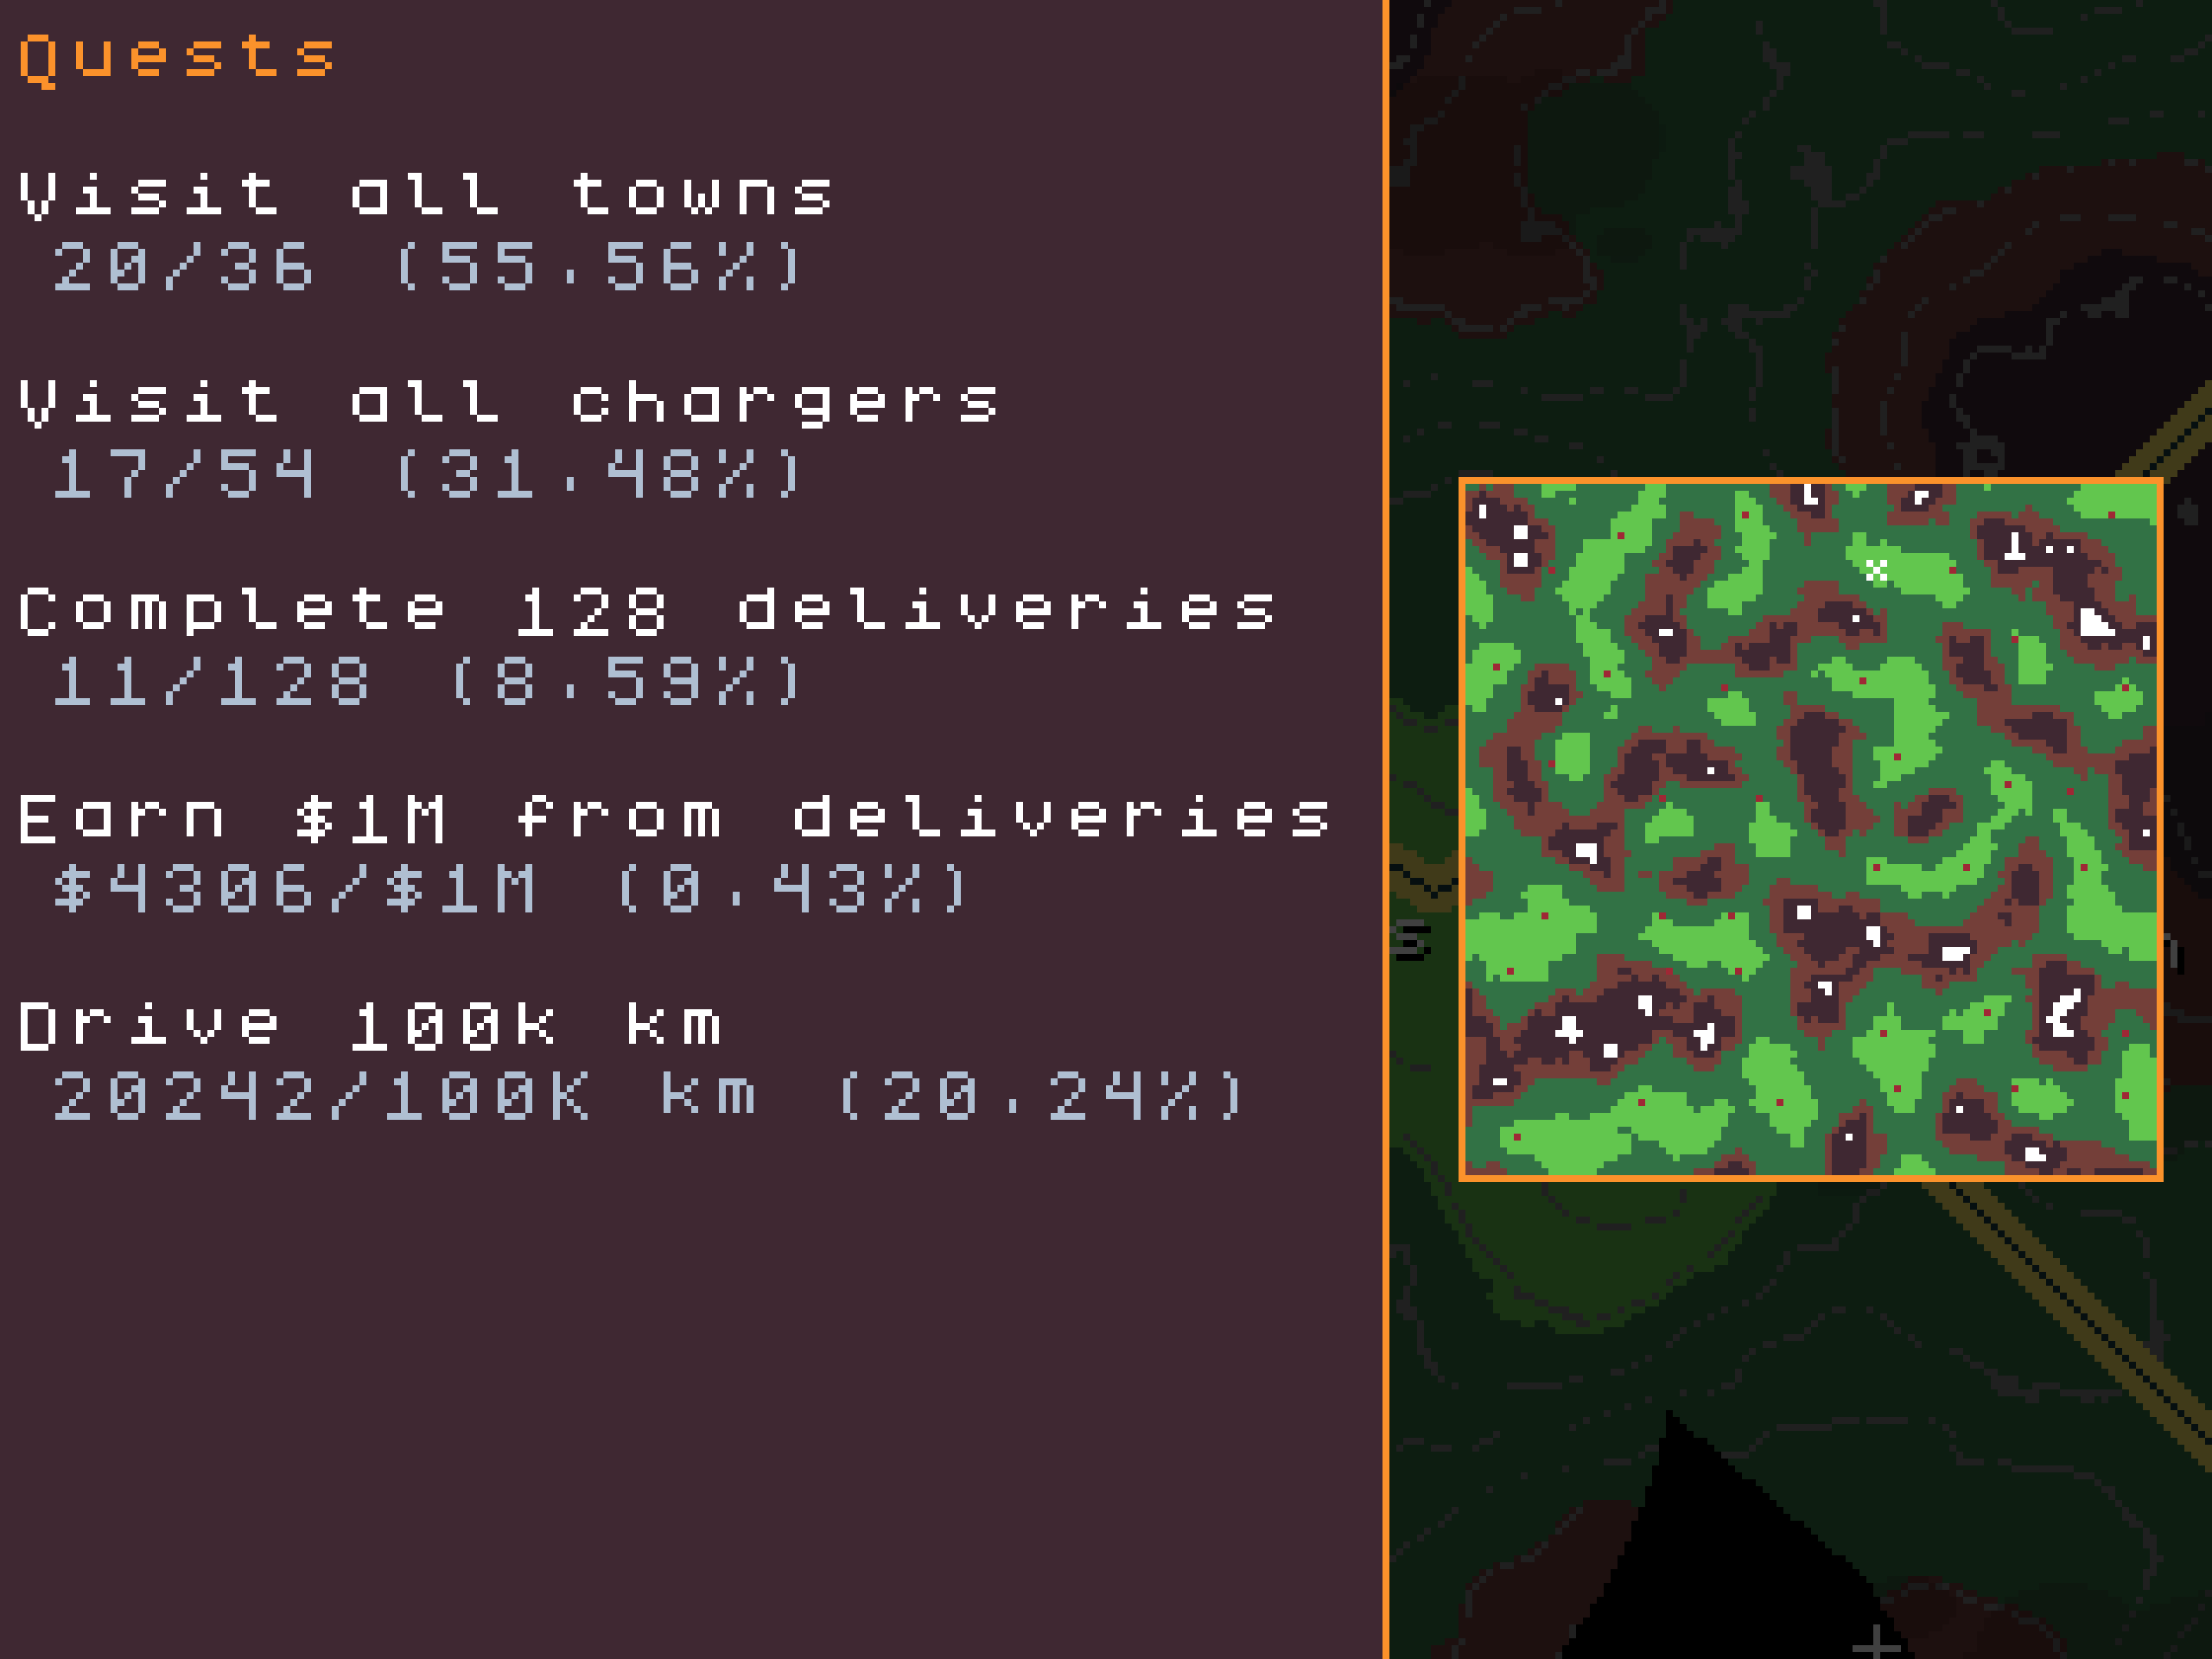 Quests
Visit all towns
20/36 (55.56%)
Visit all chargers
17/54 (31.48%)
Complete 128 deliveries
11/128 (8.59%)
Earn $1M from deliveries
$4306/$1M (0.43%)
Drive 100k km
20242/100K km (20.24%)